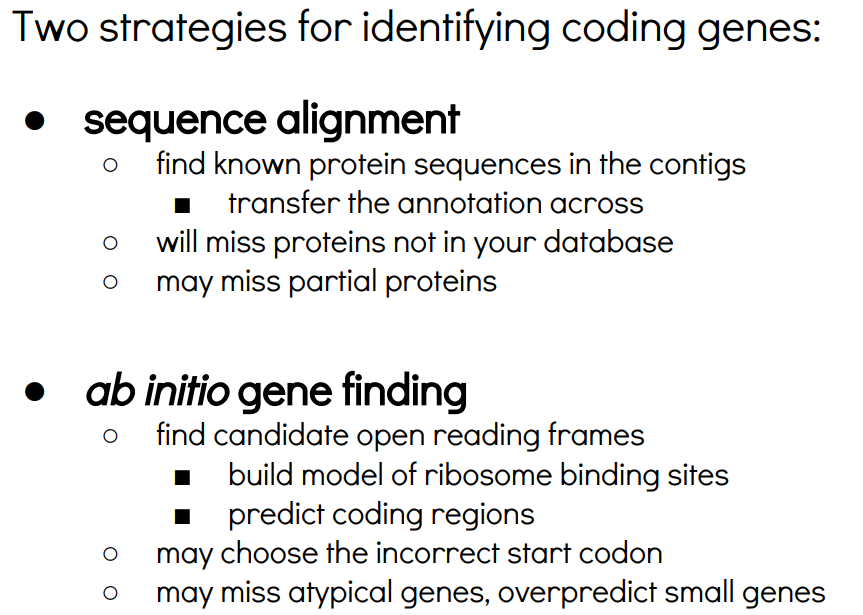 Two strategies for identifying coding genes:
● sequence alignment
○ find known protein sequences in the contigs
■ transfer the annotation across
○ will miss proteins not in your database
○ may miss partial proteins
● ab initio gene finding
○ find candidate open reading frames
■ build model of ribosome binding sites
■ predict coding regions
○ may choose the incorrect start codon
○ may miss atypical genes, overpredict small genes